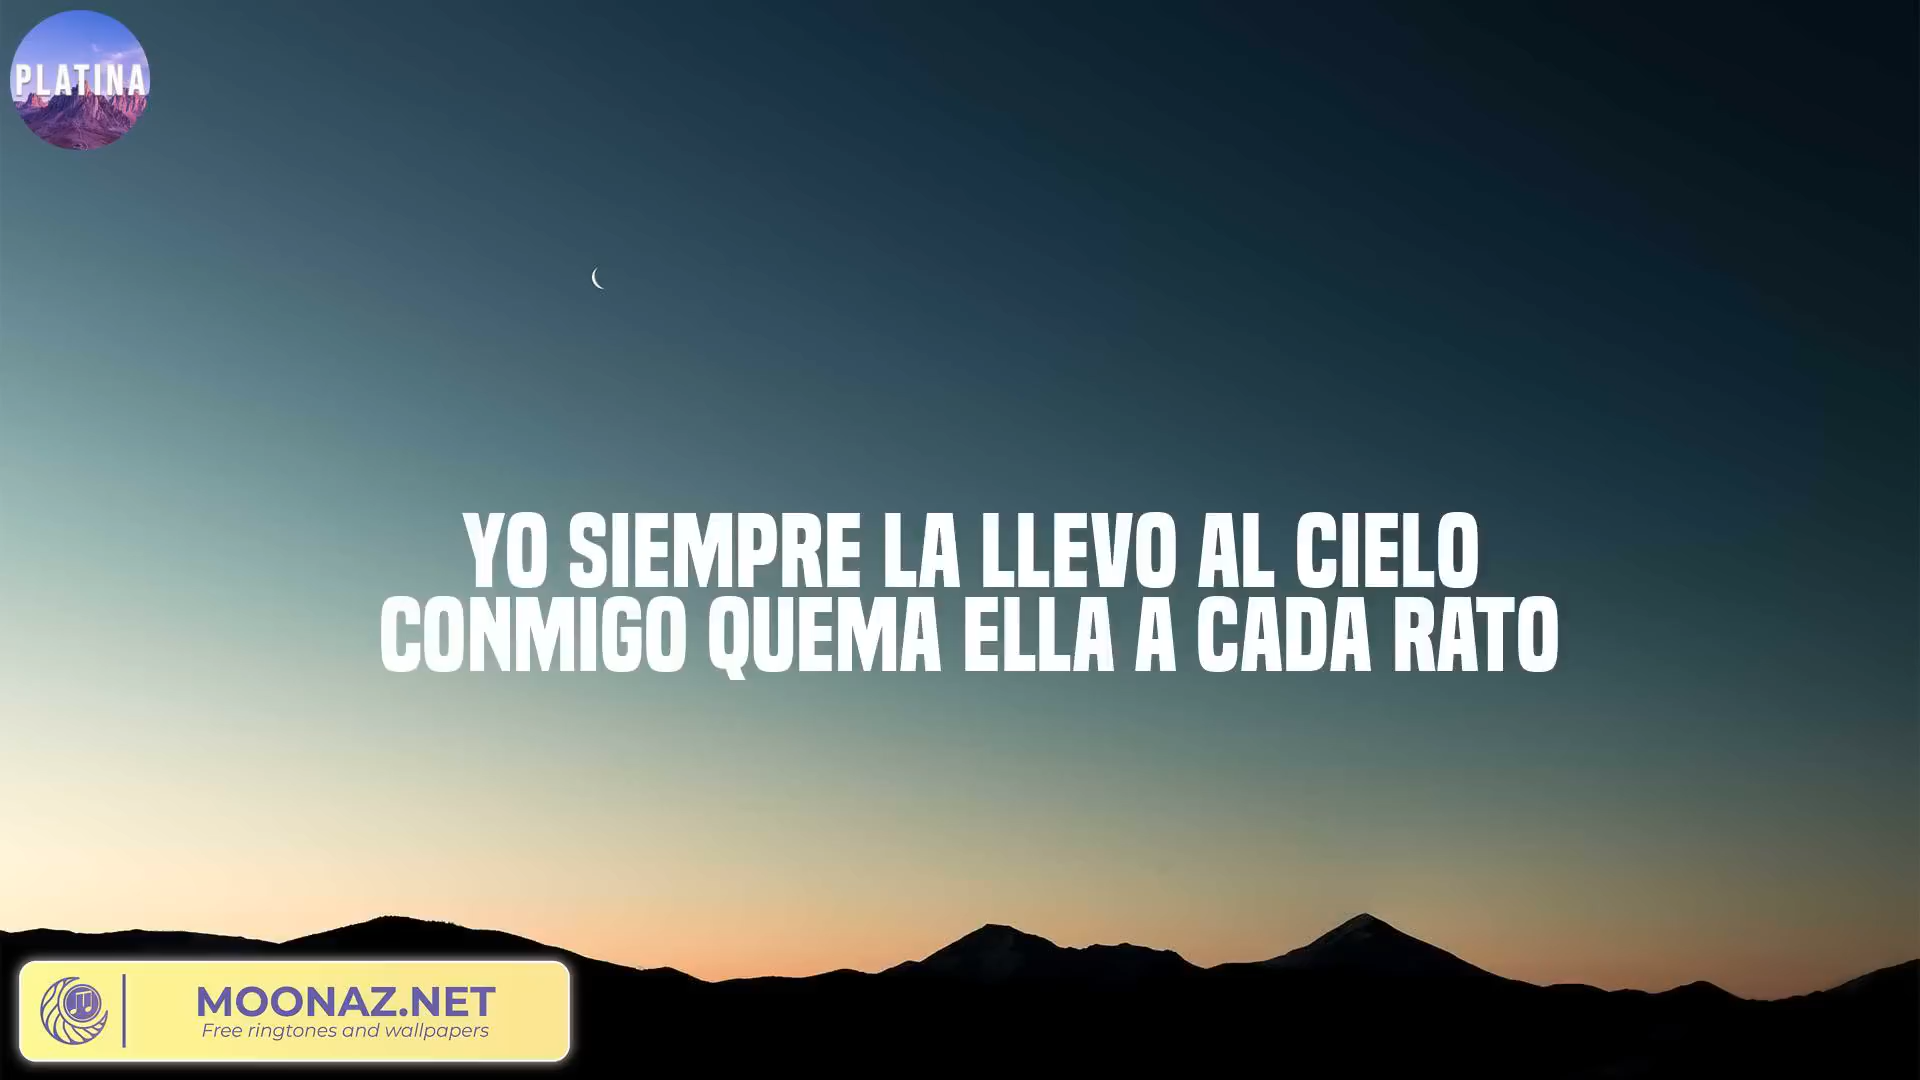 PLATINA
YO SIEMPRE LA LLEVO AL CIELO
CONMIGO QUEMA ELLA A CADA RATO
MOONAZ.NET
Free ringtones and wallpapers